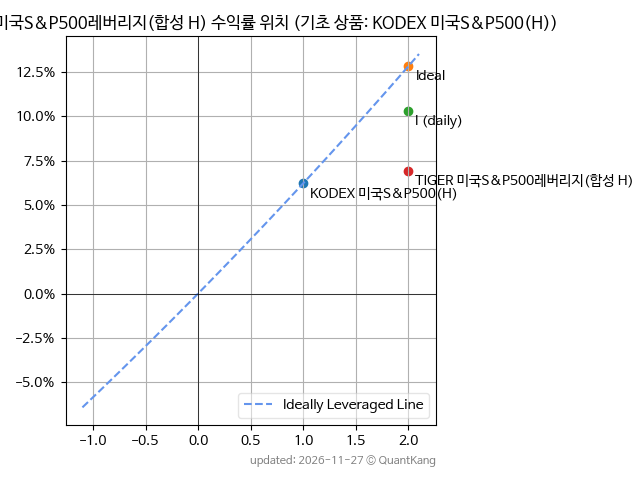 미국S&P500레버리지(합성 H) 수익률 위치 (기초 상품: KODEX 미국S&P500(H))
12.5%
10.0%
7.5%
5.0%
2.5%
0.0%
−2.5%
−5.0%
Ideal
I (daily)
TIGER 미국S&P500레버리지(합성 H)
KODEX 미국S&P500(H)
Ideally Leveraged Line
−1.0 −0.5 0.0 0.5 1.0 1.5 2.0
updated: 2026-11-27 © QuantKang